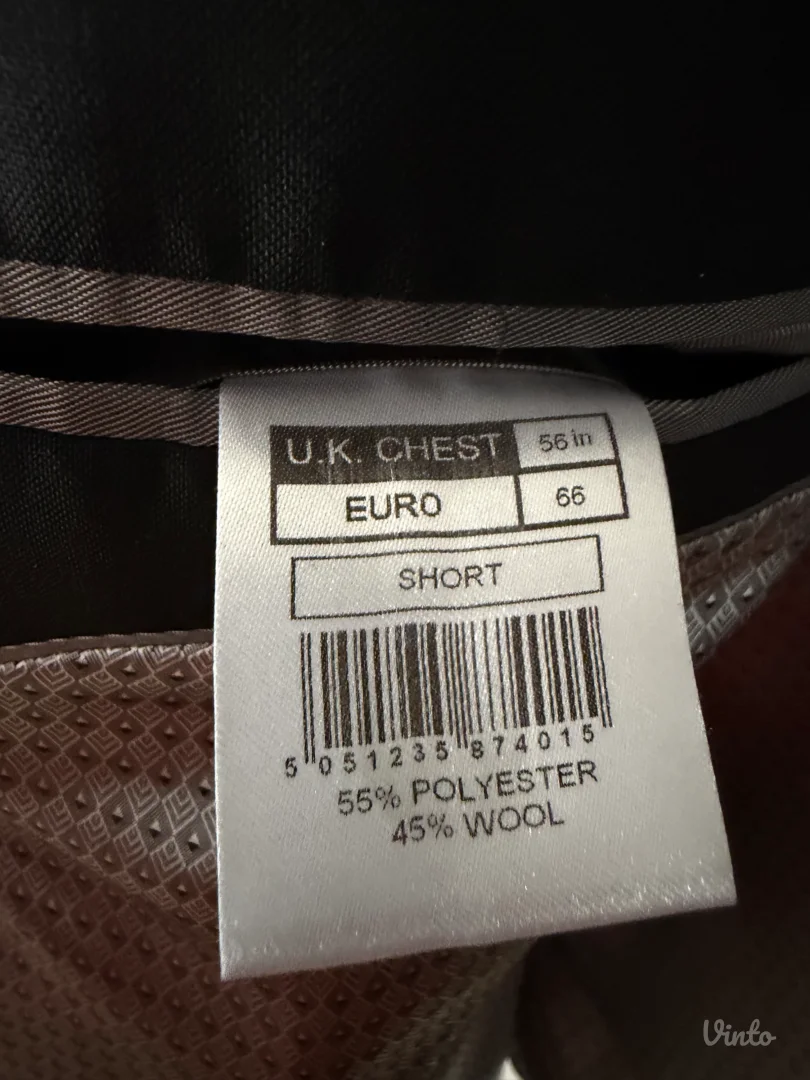 U.K. CHEST 56 in
EURO 66
SHORT
5 051235 874015
55% POLYESTER
45% WOOL
Vinto